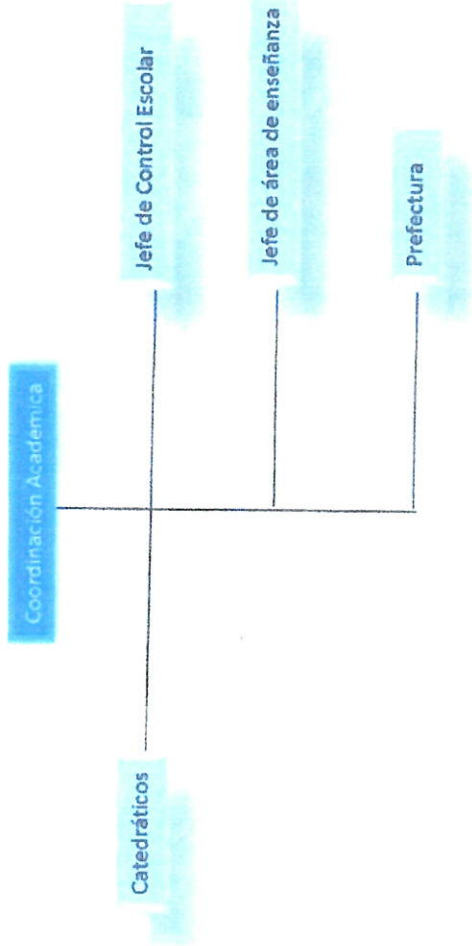 Coordinación Academica
Catedráticos
Jefe de Control Escolar
Jefe de área de enseñanza
Prefectura